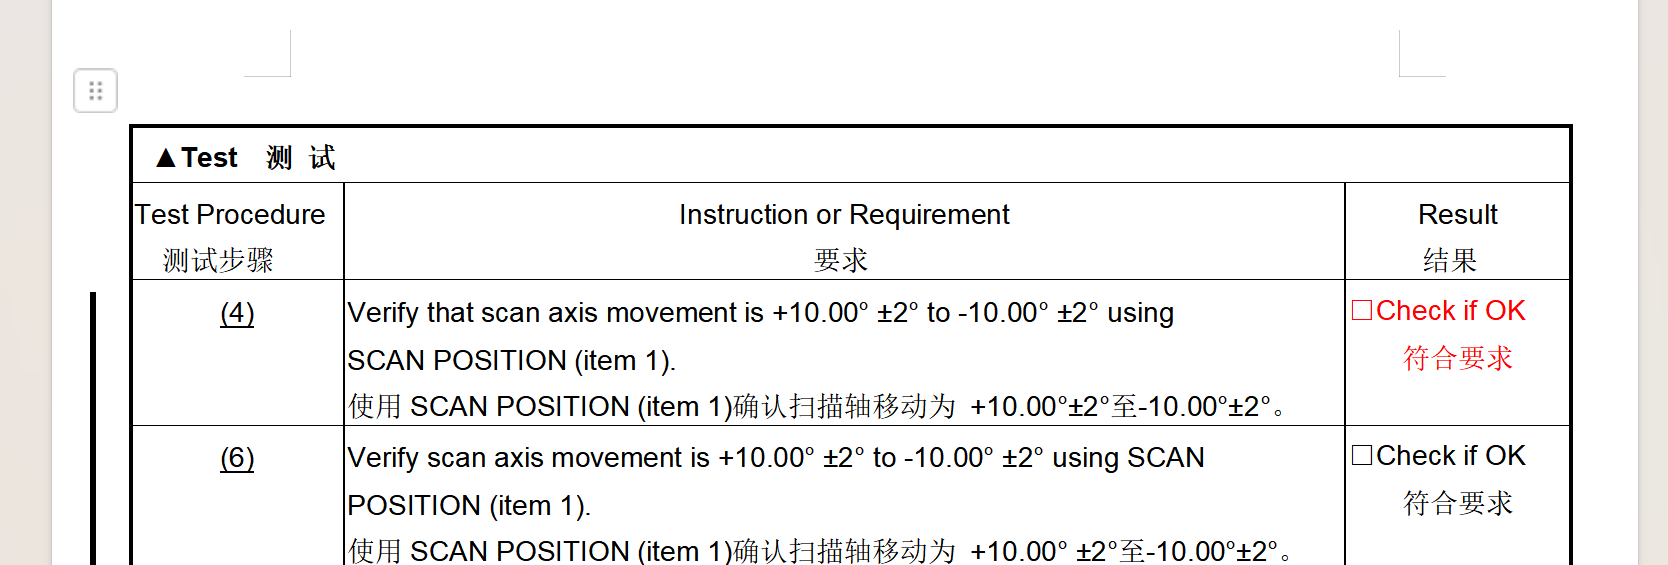 ▲Test 测 试
Test Procedure
测试步骤
Instruction or Requirement
要求
Result
结果
(4)
Verify that scan axis movement is +10.00° ±2° to -10.00° ±2° using
SCAN POSITION (item 1).
使用 SCAN POSITION (item 1)确认扫描轴移动为 +10.00°±2°至-10.00°±2°。
□Check if OK
符合要求
(6)
Verify scan axis movement is +10.00° ±2° to -10.00° ±2° using SCAN
POSITION (item 1).
使用 SCAN POSITION (item 1)确认扫描轴移动为 +10.00° ±2°至-10.00°±2°。
□Check if OK
符合要求